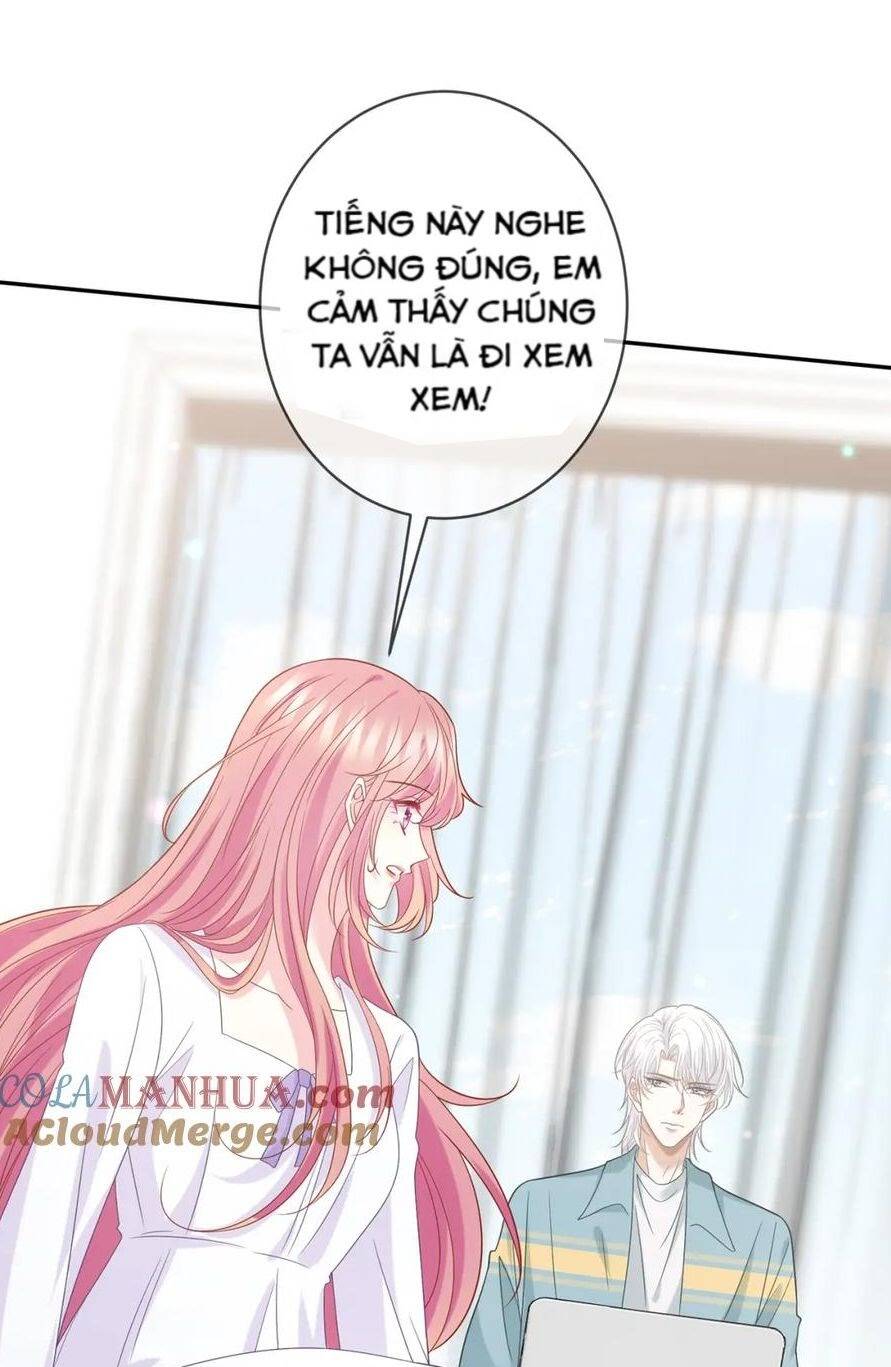 TIẾNG NÀY NGHE
KHÔNG ĐÚNG, EM
CẢM THẤY CHÚNG
TA VẪN LÀ ĐI XEM
XEM!
COLAMANHUA.com
ACloudMerge.com